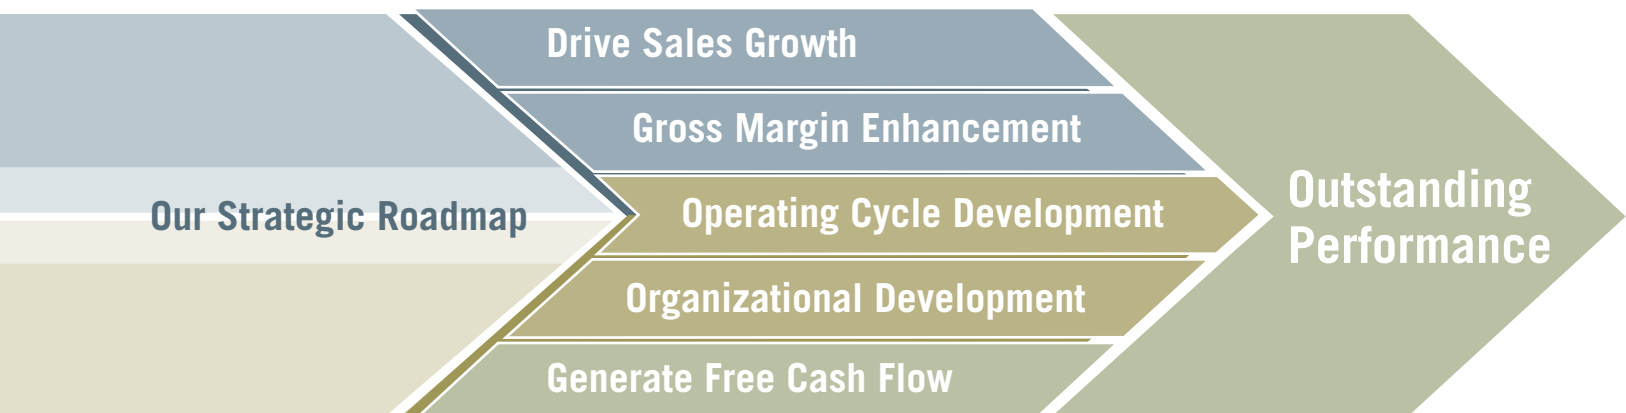 Our Strategic Roadmap
Drive Sales Growth
Gross Margin Enhancement
Operating Cycle Development
Organizational Development
Generate Free Cash Flow
Outstanding
Performance